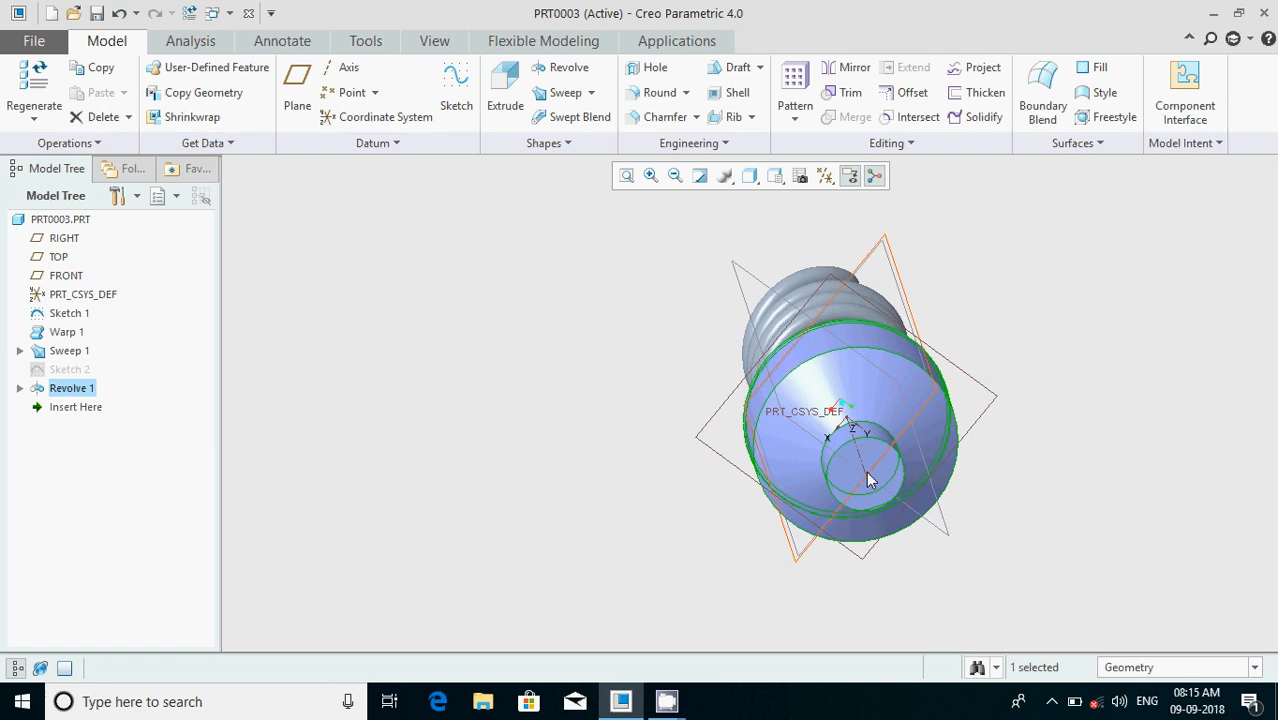 PRT0003 (Active) - Creo Parametric 4.0
File Model Analysis Annotate Tools View Flexible Modeling Applications
Regenerate
Copy
Paste
Delete
Operations
User-Defined Feature
Copy Geometry
Shrinkwrap
Get Data
Plane
Axis
Point
Coordinate System
Sketch
Datum
Extrude
Revolve
Sweep
Swept Blend
Shapes
Hole
Round
Chamfer
Draft
Shell
Rib
Engineering
Pattern
Mirror
Trim
Merge
Extend
Offset
Intersect
Project
Thicken
Solidify
Editing
Boundary
Blend
Fill
Style
Freestyle
Surfaces
Component
Interface
Model Intent
Model Tree Fol... Fav...
Model Tree
PRT0003.PRT
RIGHT
TOP
FRONT
PRT_CSYS_DEF
Sketch 1
Warp 1
Sweep 1
Sketch 2
Revolve 1
Insert Here
PRT_CSYS_DEF
X
Z
Y
1 selected
Geometry
Type here to search
ENG
08:15 AM
09-09-2018
1